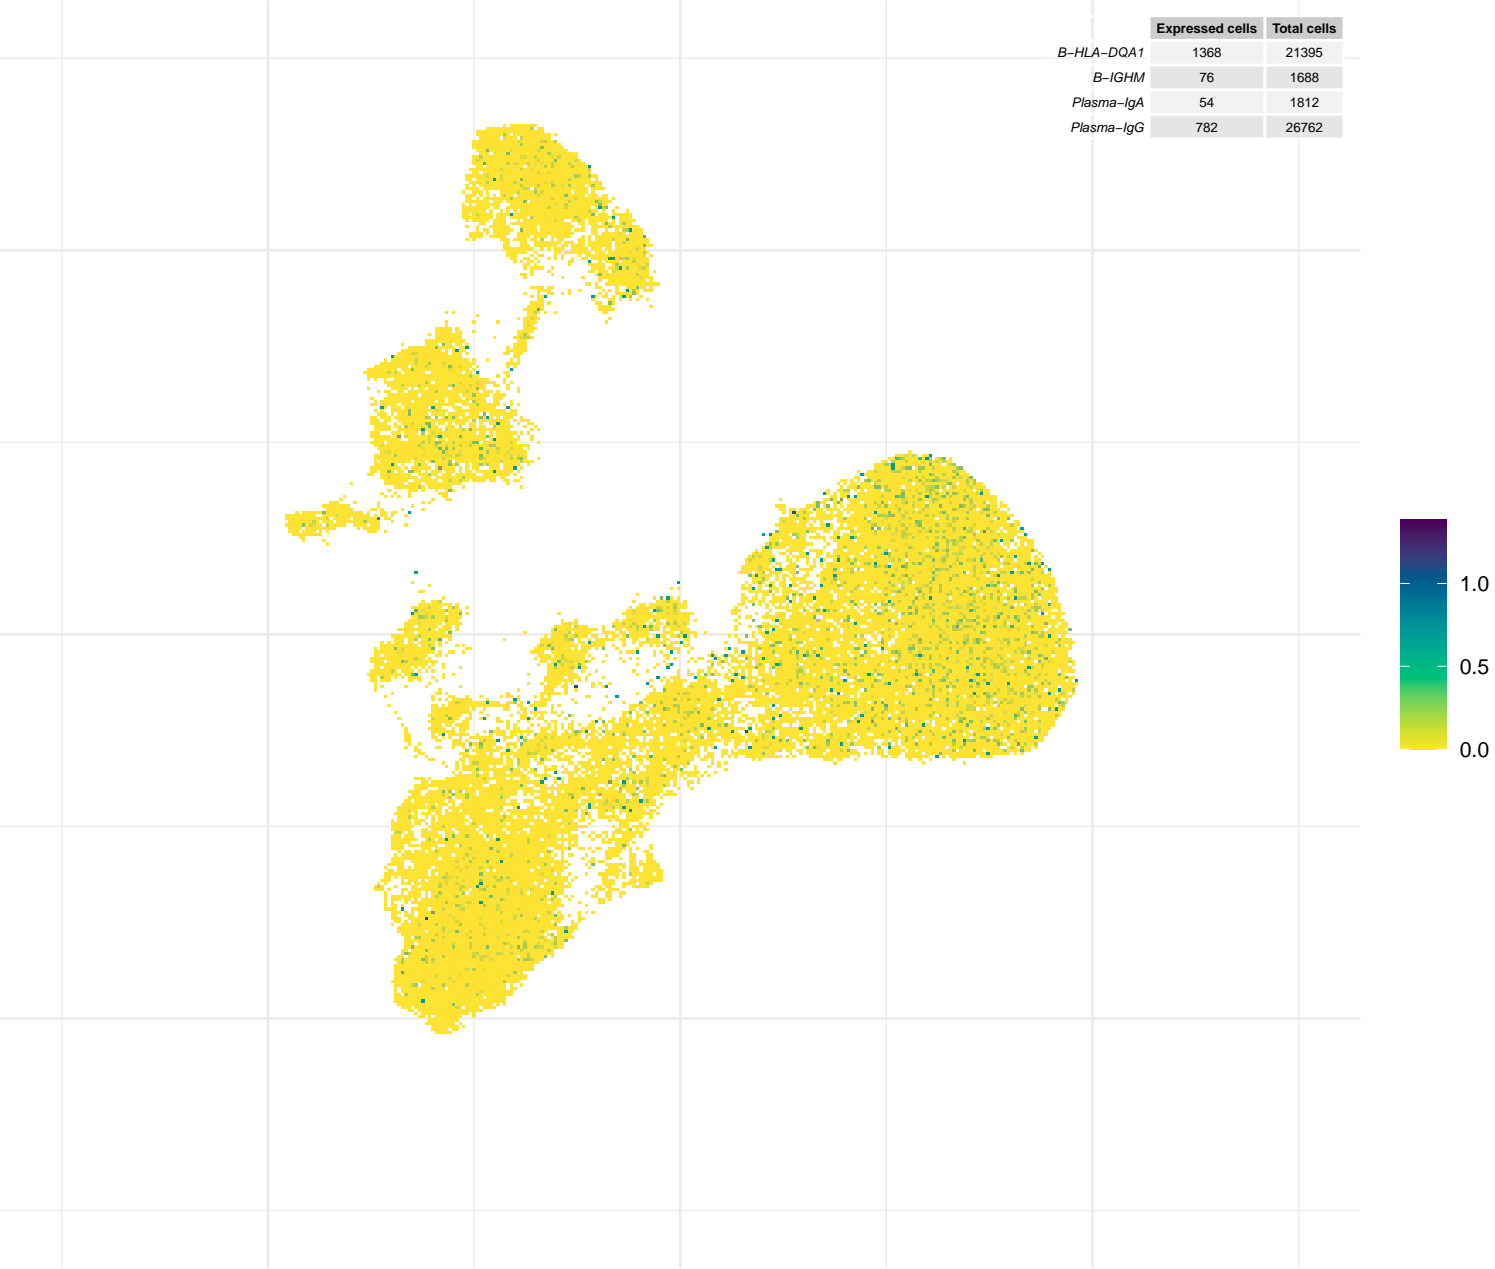 Expressed cells Total cells
B−HLA−DQA1 1368 21395
B−IGHM 76 1688
Plasma−IgA 54 1812
Plasma−IgG 782 26762
1.0
0.5
0.0